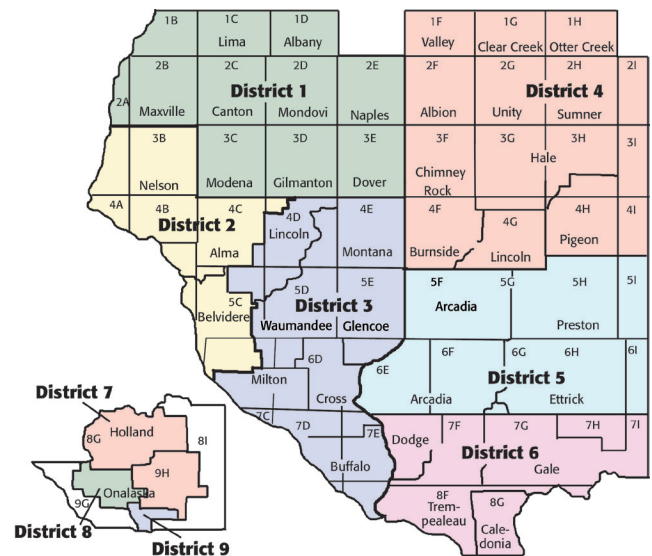 1B 1C 1D 1F 1G 1H
Lima Albany Valley Clear Creek Otter Creek
2B 2C 2D 2E 2F 2G 2H 2I
District 1 District 4
2A Maxville Canton Mondovi Naples Albion Unity Sumner
3B 3C 3D 3E 3F 3G 3H 3I
Hale
Chimney
Nelson Modena Gilmanton Dover Rock
4A 4B 4C 4D 4E 4F 4G 4H 4I
District 2 Lincoln
Alma Montana Burnside Lincoln Pigeon
5C 5D 5E 5F 5G 5H 5I
District 3 Arcadia Preston
Belvidere Waumandee Glencoe
6D 6E 6F 6G 6H 6I
Milton District 5
Cross Arcadia Ettrick
7C 7D 7E 7F 7G 7H 7I
Dodge District 6
Buffalo Gale
8F 8G
Trem-
pealeau
Cale-
donia
District 7
8G Holland 8I
9H
Onalaska
9G
District 8
District 9